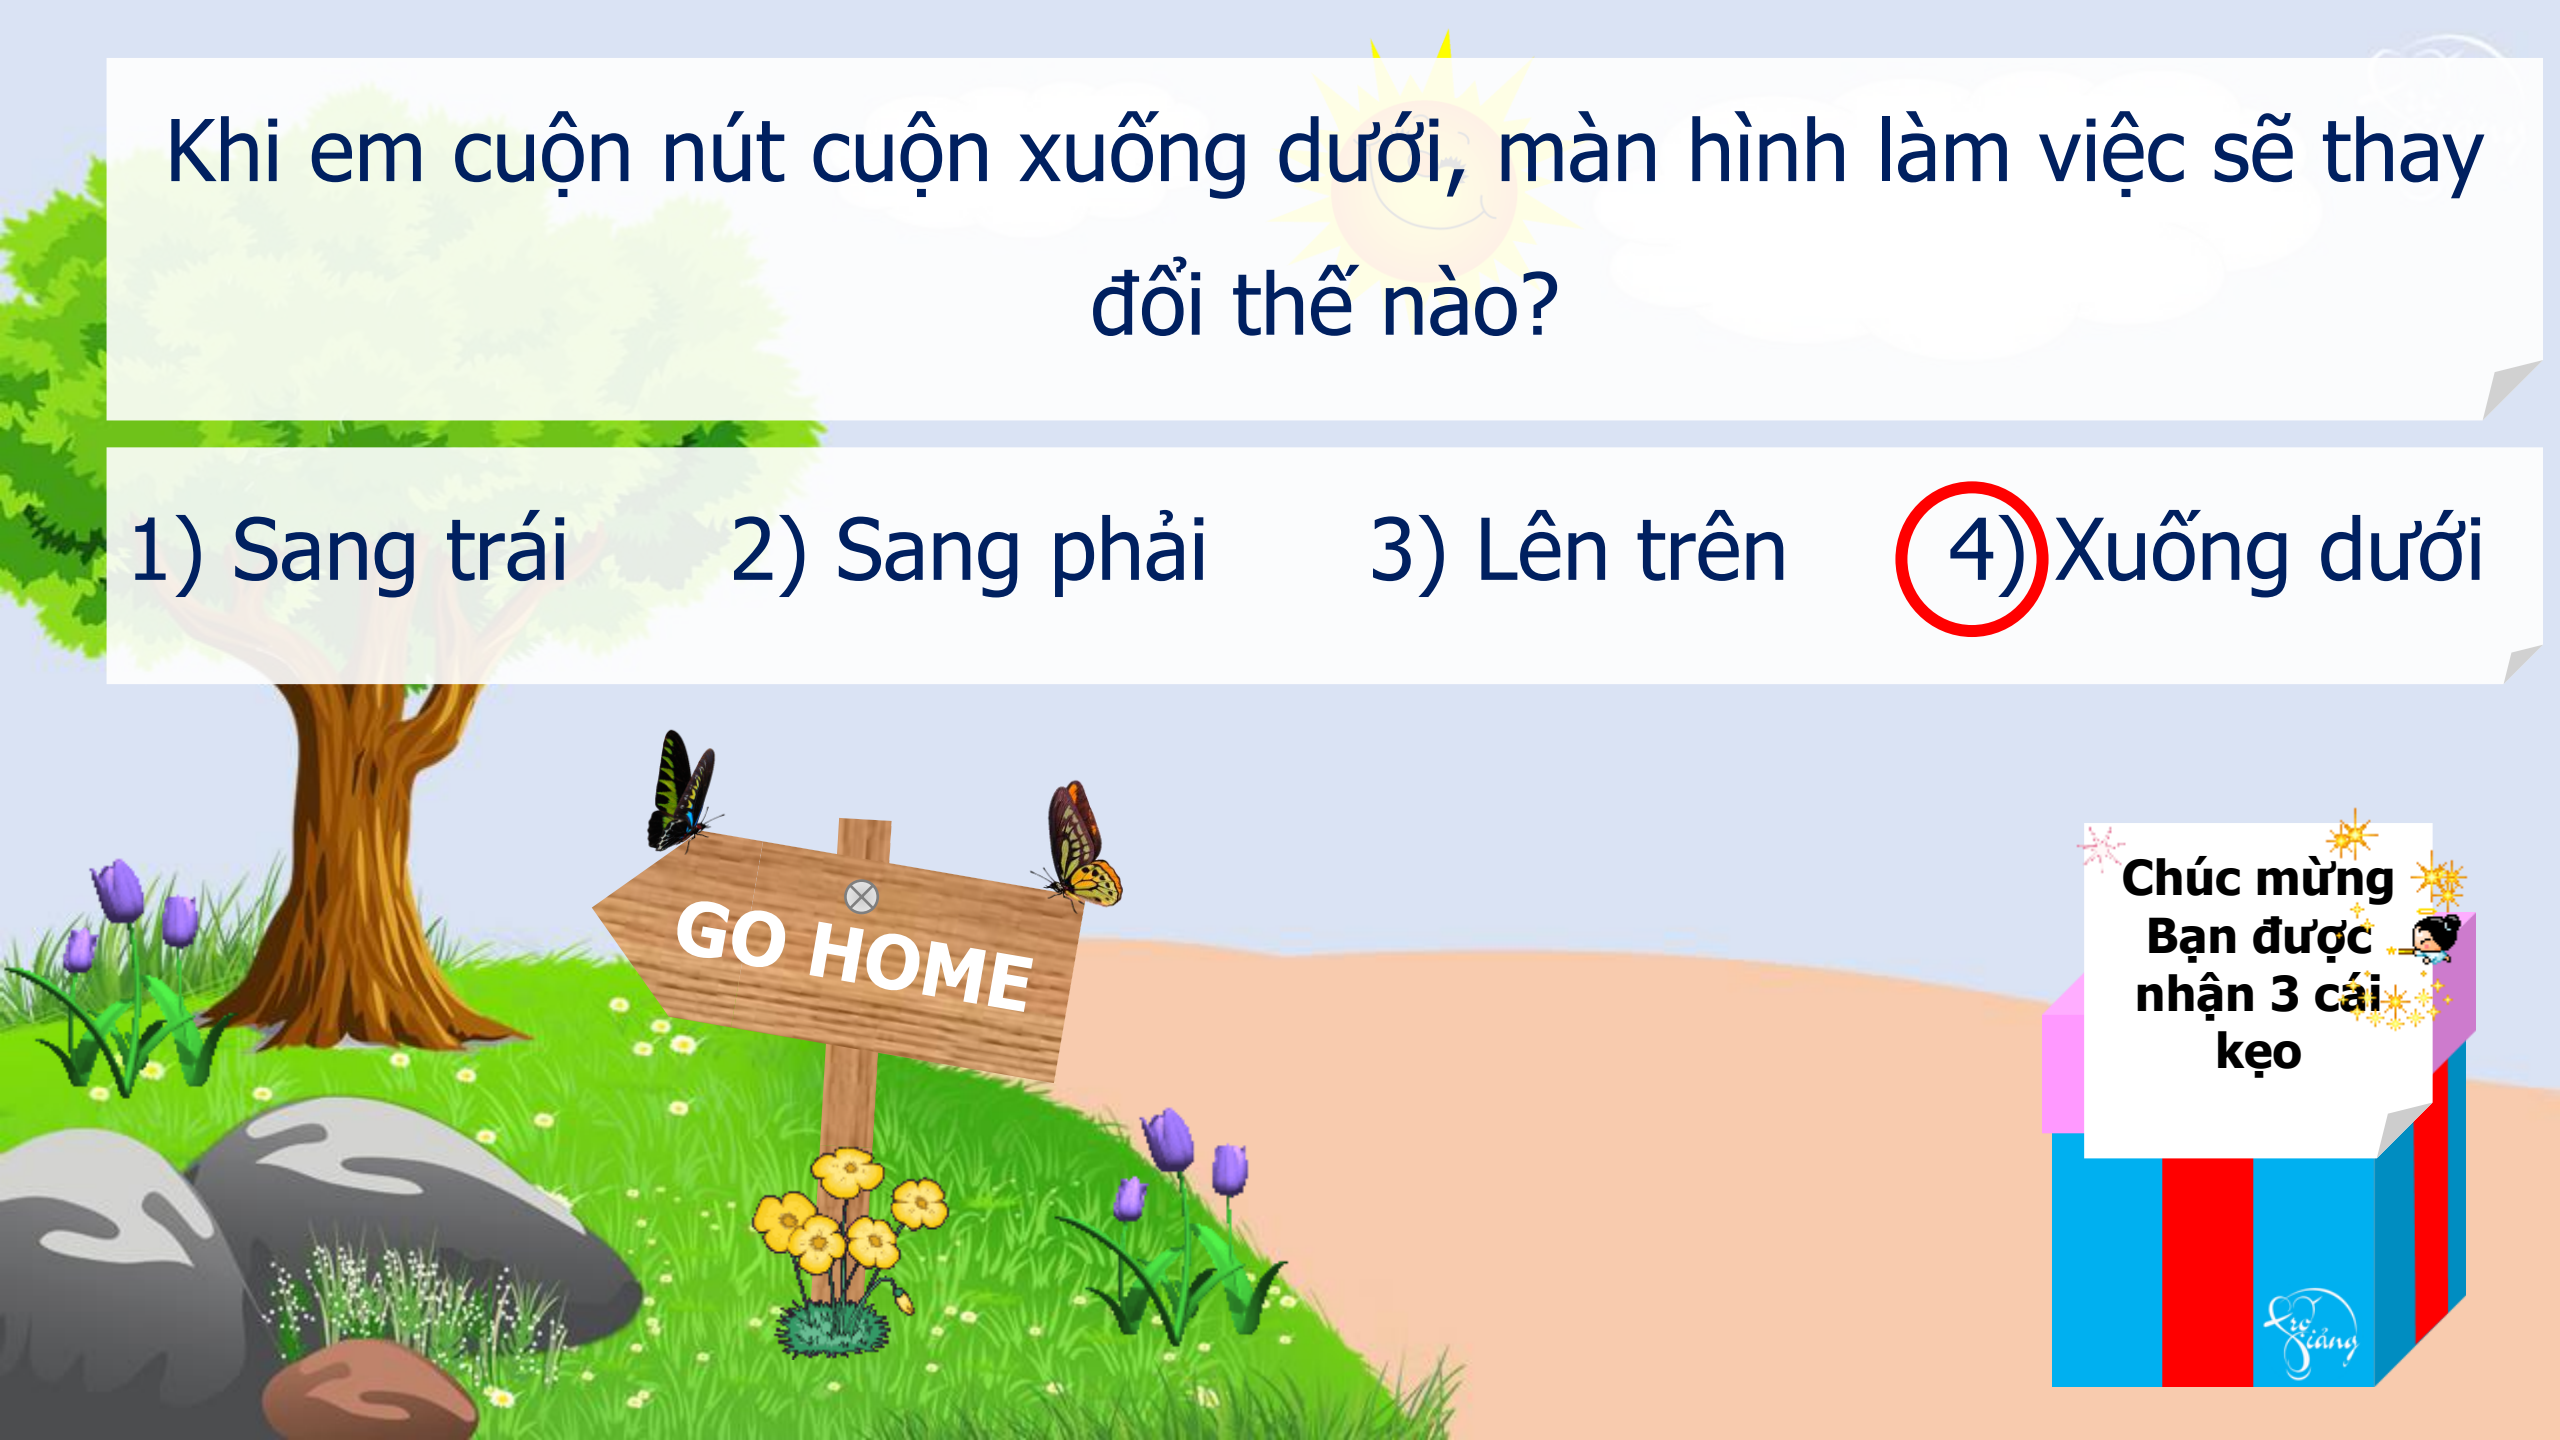 Khi em cuộn nút cuộn xuống dưới, màn hình làm việc sẽ thay
đổi thế nào?
1) Sang trái 2) Sang phải 3) Lên trên 4) Xuống dưới
GO HOME
Chúc mừng
Bạn được
nhận 3 cái
kẹo
Trò
Giảng